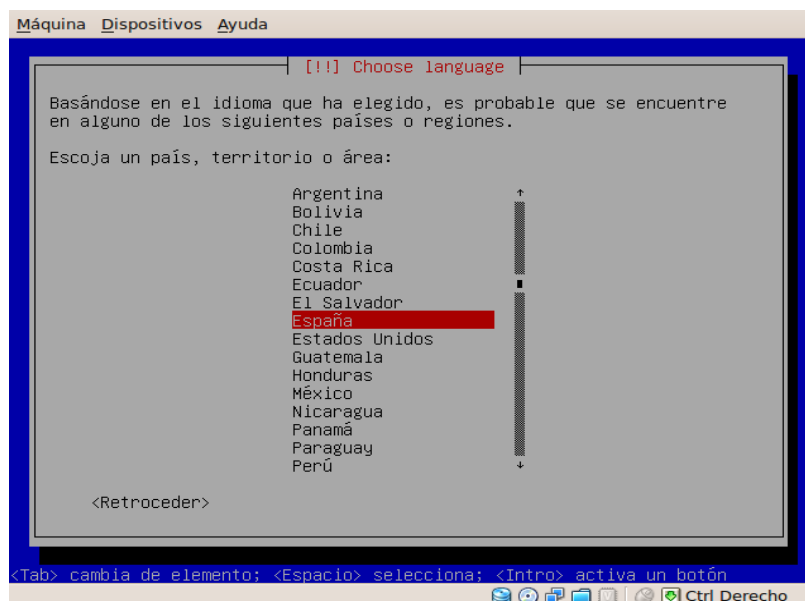 Máquina Dispositivos Ayuda
[!!] Choose language
Basándose en el idioma que ha elegido, es probable que se encuentre
en alguno de los siguientes países o regiones.
Escoja un país, territorio o área:
Argentina
Bolivia
Chile
Colombia
Costa Rica
Ecuador
El Salvador
España
Estados Unidos
Guatemala
Honduras
México
Nicaragua
Panamá
Paraguay
Perú
<Retroceder>
<Tab> cambia de elemento; <Espacio> selecciona; <Intro> activa un botón
Ctrl Derecho